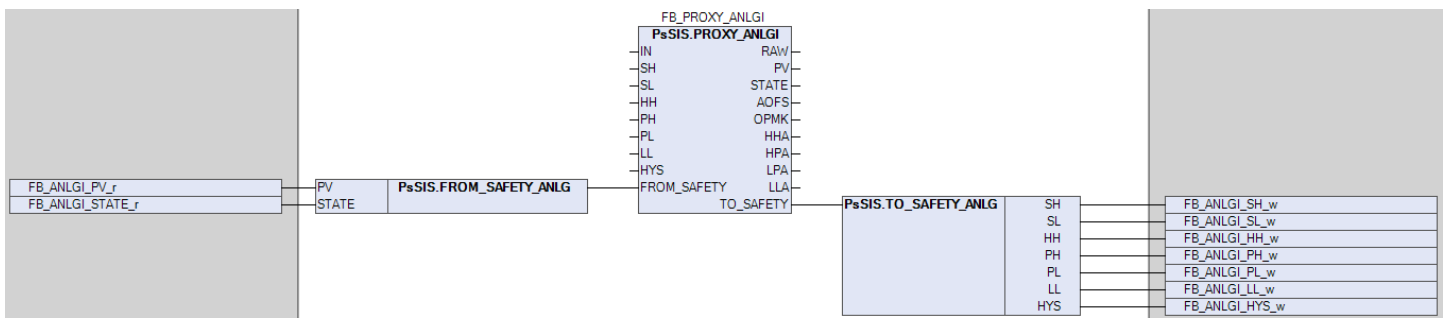 FB_PROXY_ANLGI
PsSIS.PROXY_ANLGI
IN RAW
SH PV
SL STATE
HH AOFS
PH OPMK
PL HHA
LL HPA
HYS LPA
FB_ANLGI_PV_r PV PsSIS.FROM_SAFETY_ANLG FROM_SAFETY LLA
FB_ANLGI_STATE_r STATE TO_SAFETY PsSIS.TO_SAFETY_ANLG SH FB_ANLGI_SH_w
SL FB_ANLGI_SL_w
HH FB_ANLGI_HH_w
PH FB_ANLGI_PH_w
PL FB_ANLGI_PL_w
LL FB_ANLGI_LL_w
HYS FB_ANLGI_HYS_w